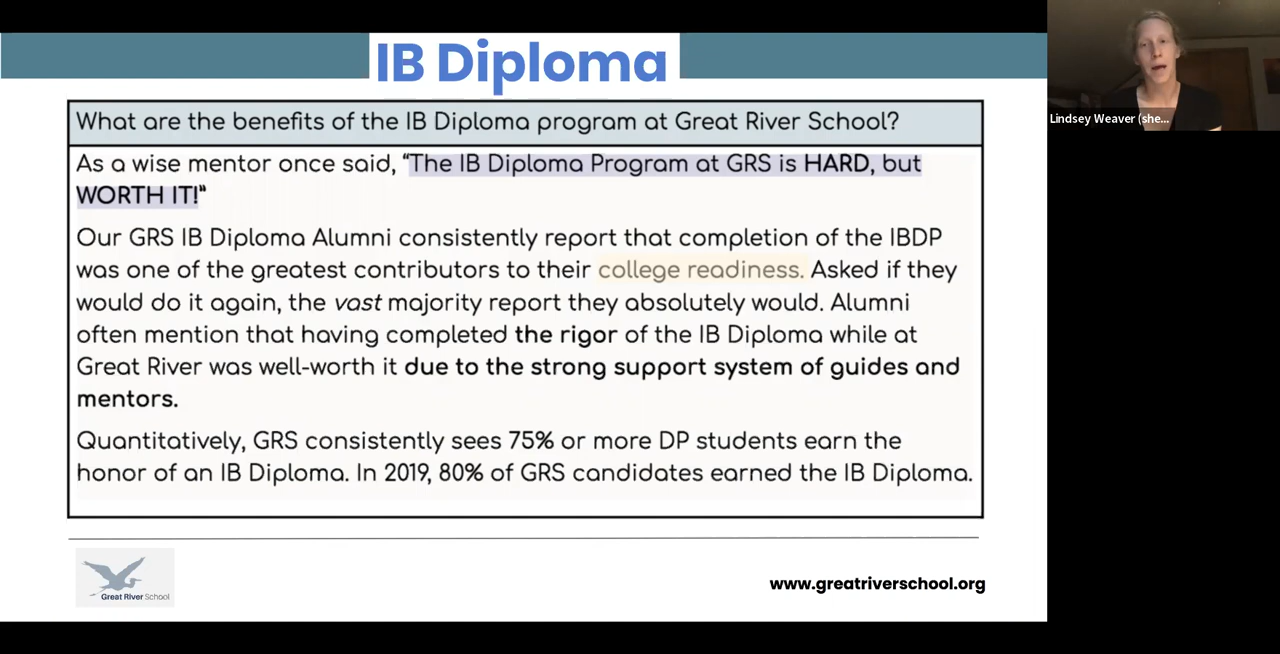 IB Diploma
Lindsey Weaver (she...
What are the benefits of the IB Diploma program at Great River School?
As a wise mentor once said, “The IB Diploma Program at GRS is HARD, but
WORTH IT!”
Our GRS IB Diploma Alumni consistently report that completion of the IBDP
was one of the greatest contributors to their college readiness. Asked if they
would do it again, the vast majority report they absolutely would. Alumni
often mention that having completed the rigor of the IB Diploma while at
Great River was well-worth it due to the strong support system of guides and
mentors.
Quantitatively, GRS consistently sees 75% or more DP students earn the
honor of an IB Diploma. In 2019, 80% of GRS candidates earned the IB Diploma.
Great River School
www.greatriverschool.org